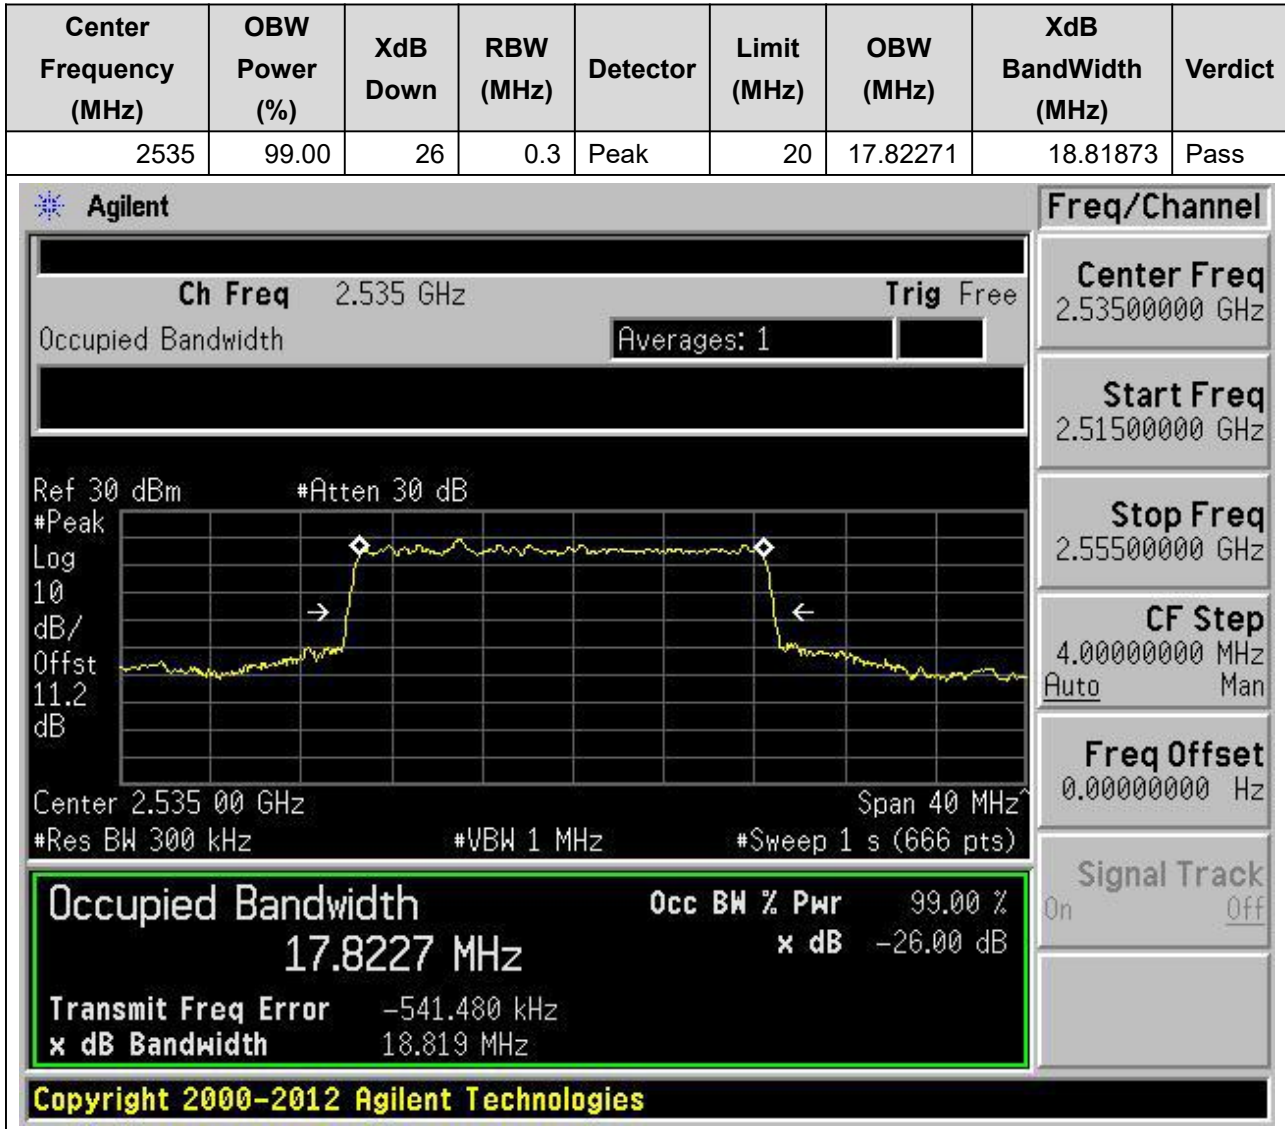 Center Frequency (MHz) OBW Power (%) XdB Down RBW (MHz) Detector Limit (MHz) OBW (MHz) XdB BandWidth (MHz) Verdict
2535 99.00 26 0.3 Peak 20 17.82271 18.81873 Pass
Agilent
Freq/Channel
Ch Freq 2.535 GHz Trig Free
Occupied Bandwidth Averages: 1
Center Freq
2.53500000 GHz
Start Freq
2.51500000 GHz
Stop Freq
2.55500000 GHz
CF Step
4.00000000 MHz
Auto Man
Freq Offset
0.00000000 Hz
Signal Track
On Off
Ref 30 dBm #Atten 30 dB
#Peak
Log
10
dB/
Offst
11.2
dB
Center 2.535 00 GHz Span 40 MHz^
#Res BW 300 kHz #VBW 1 MHz #Sweep 1 s (666 pts)
Occupied Bandwidth Occ BW % Pwr 99.00 %
17.8227 MHz x dB -26.00 dB
Transmit Freq Error -541.480 kHz
x dB Bandwidth 18.819 MHz
Copyright 2000-2012 Agilent Technologies